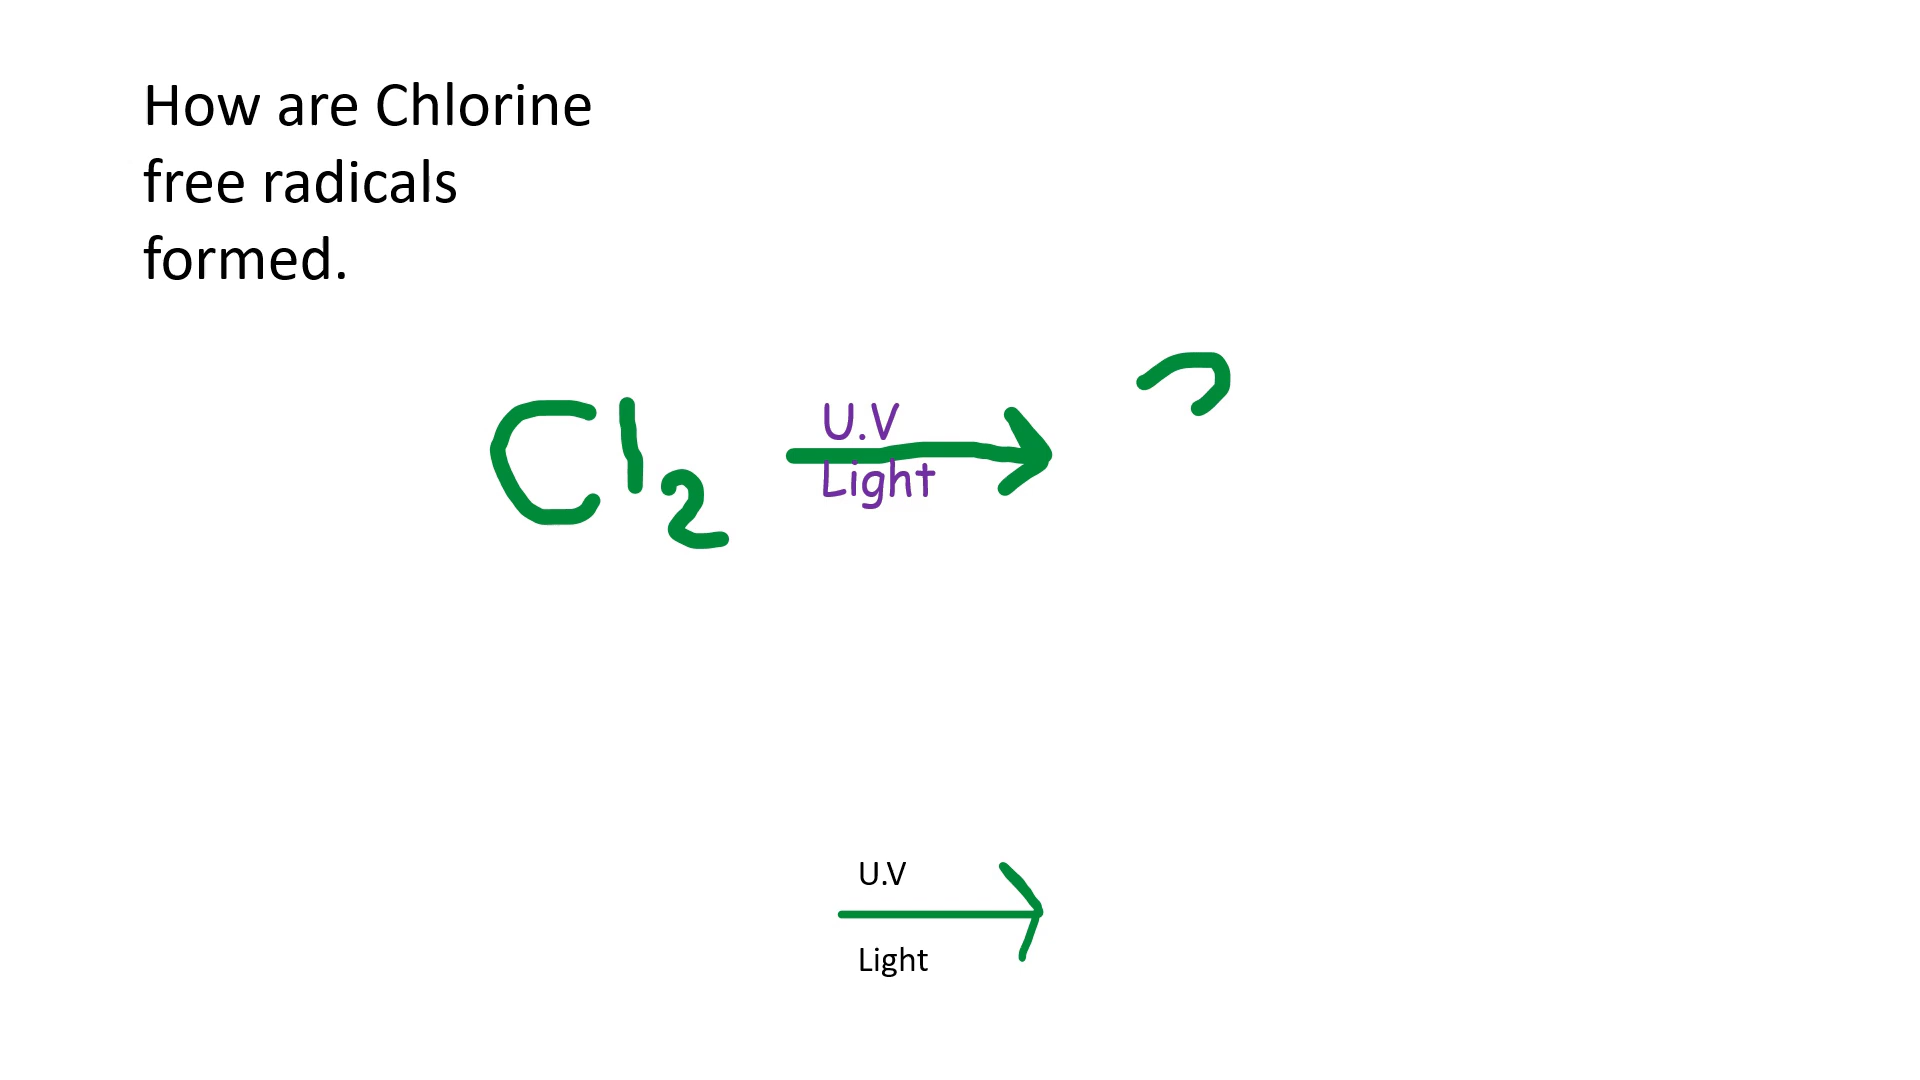 How are Chlorine
free radicals
formed.
Cl2
U.V
Light
U.V
Light